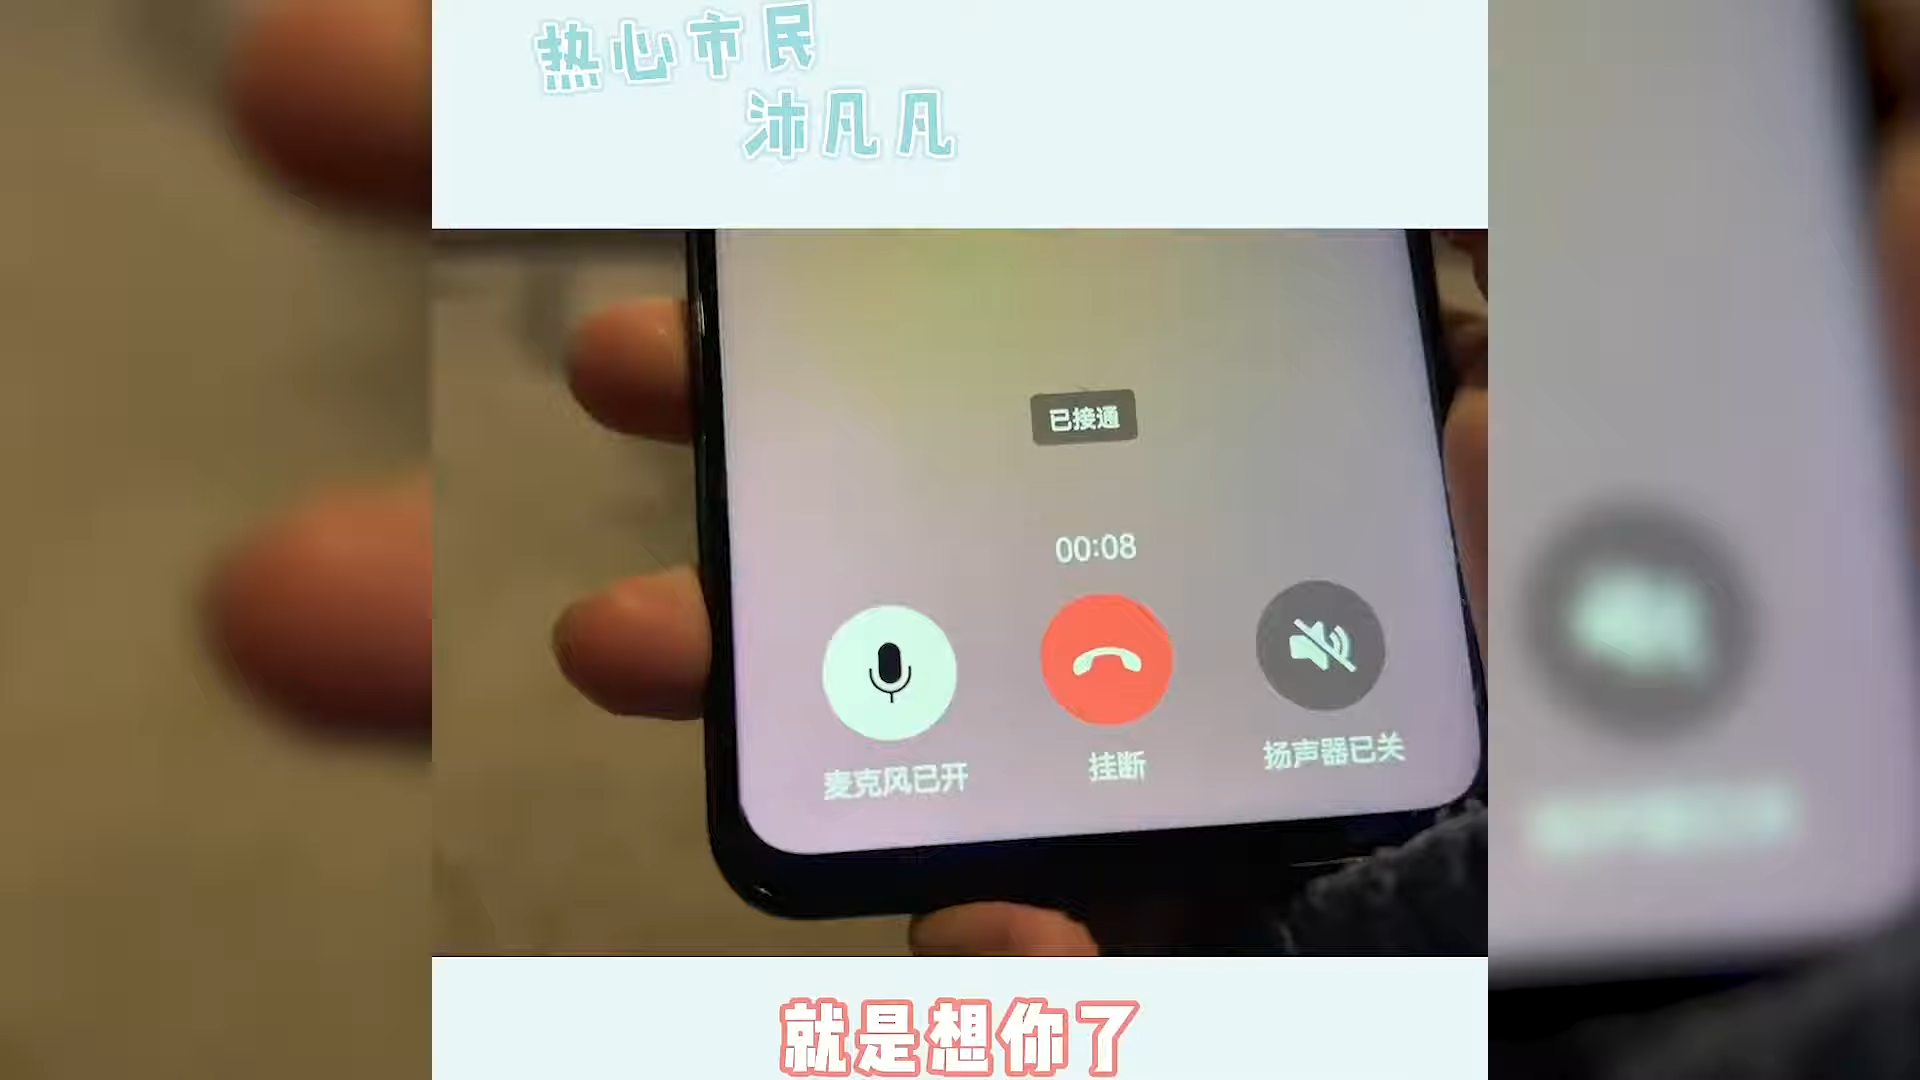 热心市民
沐凡凡
已接通
00:08
麦克风已开
挂断
扬声器已关
就是想你了